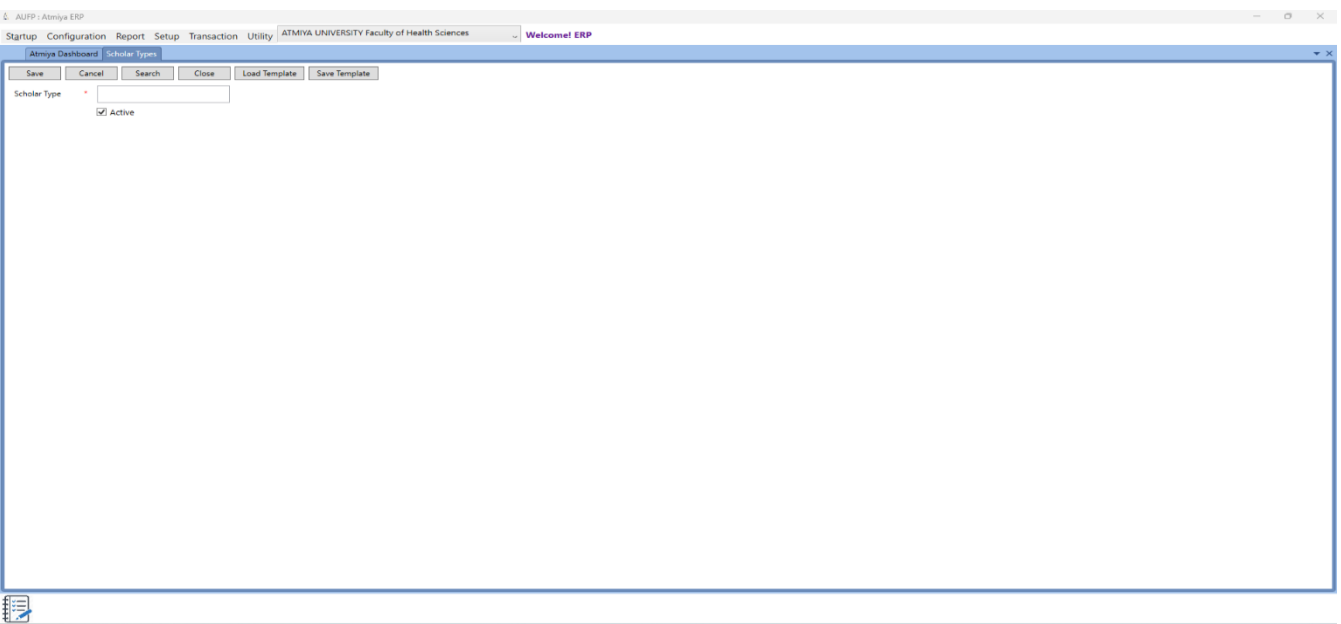 AUFP : Atmiya ERP
Startup Configuration Report Setup Transaction Utility ATMIYA UNIVERSITY Faculty of Health Sciences Welcome! ERP
Atmiya Dashboard Scholar Types
Save Cancel Search Close Load Template Save Template
Scholar Type *
Active